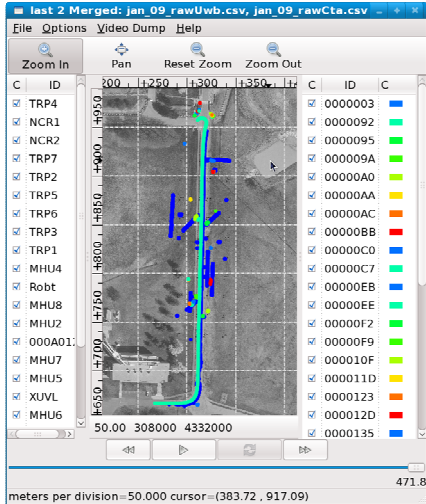 last 2 Merged: jan_09_rawUwb.csv, jan_09_rawCta.csv
File Options Video Dump Help
Zoom In Pan Reset Zoom Zoom Out
C ID
TRP4
NCR1
NCR2
TRP7
TRP2
TRP5
TRP6
TRP3
TRP1
MHU4
Robt
MHU8
MHU2
000A01:
MHU7
MHU5
XUVL
MHU6
200 +250 +300 +350
+950
+900
+850
+800
+750
+700
+650
50.00 308000 4332000
C ID C
0000003
0000092
0000095
000009A
00000A0
00000AA
00000AC
00000BB
00000C0
00000C7
00000EB
00000EE
00000F2
00000F9
000010F
000011D
0000123
000012D
0000135
471.8
meters per division=50.000 cursor=(383.72 , 917.09)